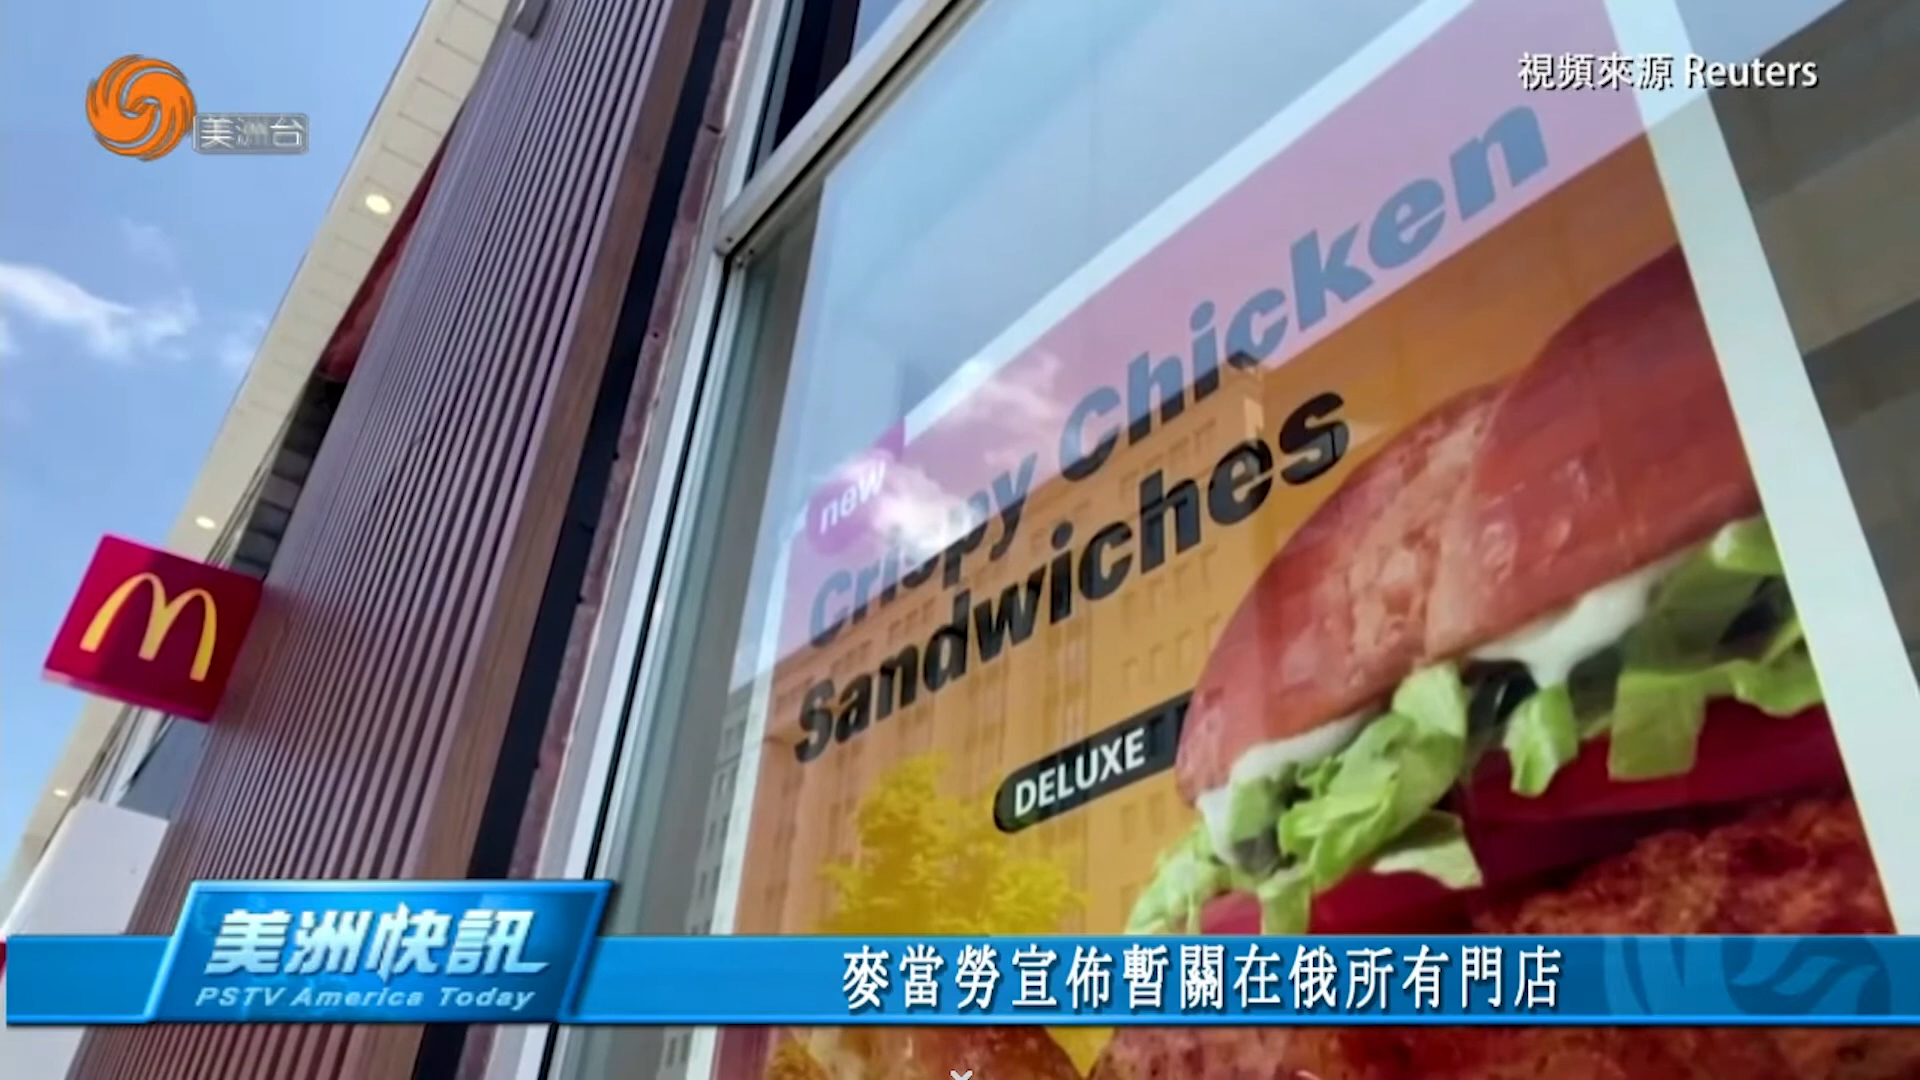 美洲台
視頻來源 Reuters
new
Crispy Chicken
Sandwiches
DELUXE
美洲快訊
PSTV America Today
麥當勞宣佈暫關在俄所有門店